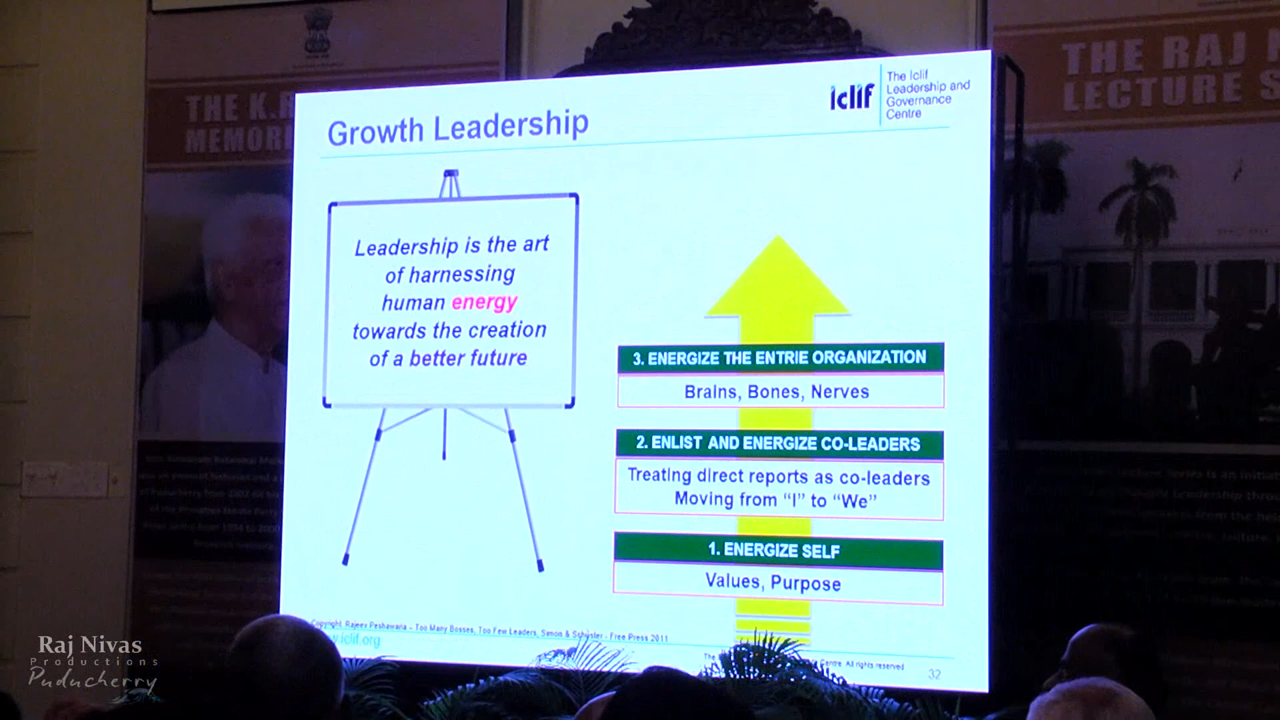 THE K.R
MEMORI
THE RAJ N
LECTURE S
Growth Leadership
iclif
The Iclif
Leadership and
Governance
Centre
Leadership is the art
of harnessing
human energy
towards the creation
of a better future
3. ENERGIZE THE ENTRIE ORGANIZATION
Brains, Bones, Nerves
2. ENLIST AND ENERGIZE CO-LEADERS
Treating direct reports as co-leaders
Moving from “I” to “We”
1. ENERGIZE SELF
Values, Purpose
Copyright, Rajeev Peshawaria – Too Many Bosses, Too Few Leaders, Simon & Schuster - Free Press 2011
iclif.org
Centre. All rights reserved
32
Raj Nivas
Productions
Puducherry